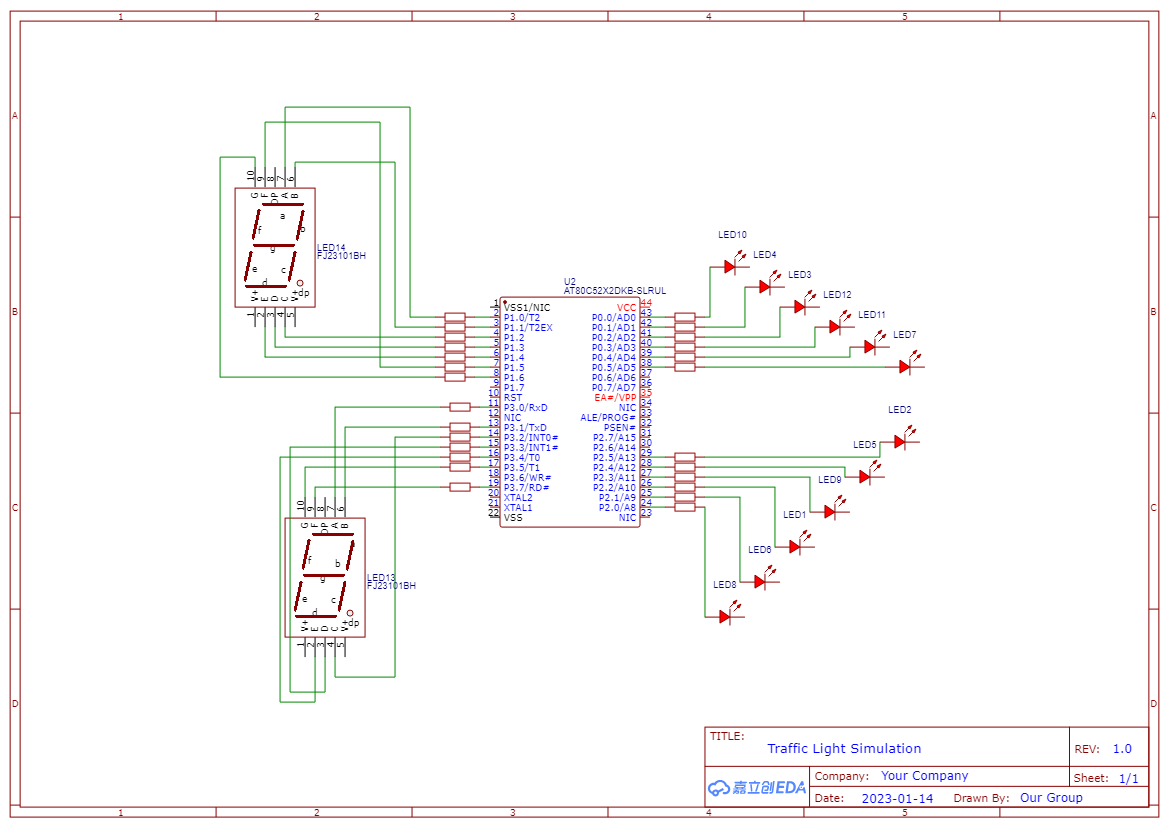 1 2 3 4 5
A A
10 9 8 7 6
G F DP A B
a
f b
g
e c
d
+dp
V+ E D C V+
1 2 3 4 5
LED14
FJ23101BH
B B
LED10
LED4
LED3
LED12
LED11
LED7
U2
AT80C52X2DKB-SLRUL
1 VSS1/NIC VCC 44
2 P1.0/T2 P0.0/AD0 43
3 P1.1/T2EX P0.1/AD1 42
4 P1.2 P0.2/AD2 41
5 P1.3 P0.3/AD3 40
6 P1.4 P0.4/AD4 39
7 P1.5 P0.5/AD5 38
8 P1.6 P0.6/AD6 37
9 P1.7 P0.7/AD7 36
10 RST EA#/VPP 35
11 P3.0/RxD NIC 34
12 NIC ALE/PROG# 33
13 P3.1/TxD PSEN# 32
14 P3.2/INT0# P2.7/A15 31
15 P3.3/INT1# P2.6/A14 30
16 P3.4/T0 P2.5/A13 29
17 P3.5/T1 P2.4/A12 28
18 P3.6/WR# P2.3/A11 27
19 P3.7/RD# P2.2/A10 26
20 XTAL2 P2.1/A9 25
21 XTAL1 P2.0/A8 24
22 VSS NIC 23
LED2
LED5
LED9
LED1
LED6
LED8
C C
10 9 8 7 6
G F DP A B
f b
g
e c
d
+dp
V+ E D C V+
1 2 3 4 5
LED13
FJ23101BH
D D
TITLE:
Traffic Light Simulation
REV: 1.0
嘉立创EDA
Company: Your Company
Sheet: 1/1
Date: 2023-01-14 Drawn By: Our Group
1 2 3 4 5